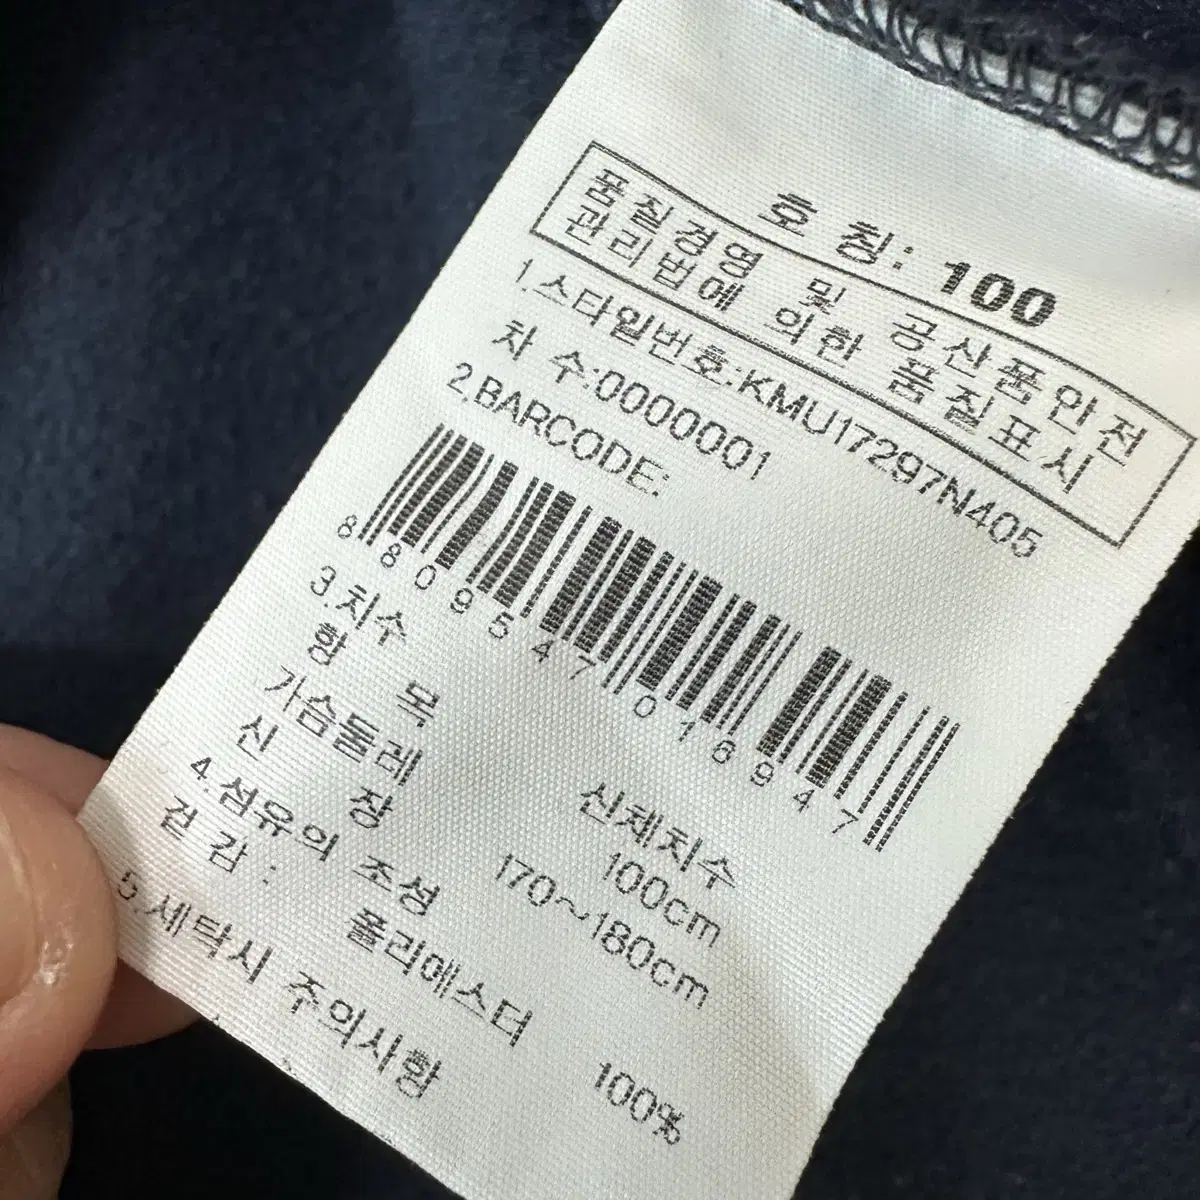 호 칭: 100
품질경영 및 공산품안전
관리법에 의한 품질표시
1.스타일번호:KMU17297N405
치 수:0000001
2.BARCODE:
8809547016947
3.치수
항 목 신체치수
가슴둘레 100cm
신 장 170~180cm
4.섬유의 조성
겉 감 : 폴리에스터 100%
5.세탁시 주의사항